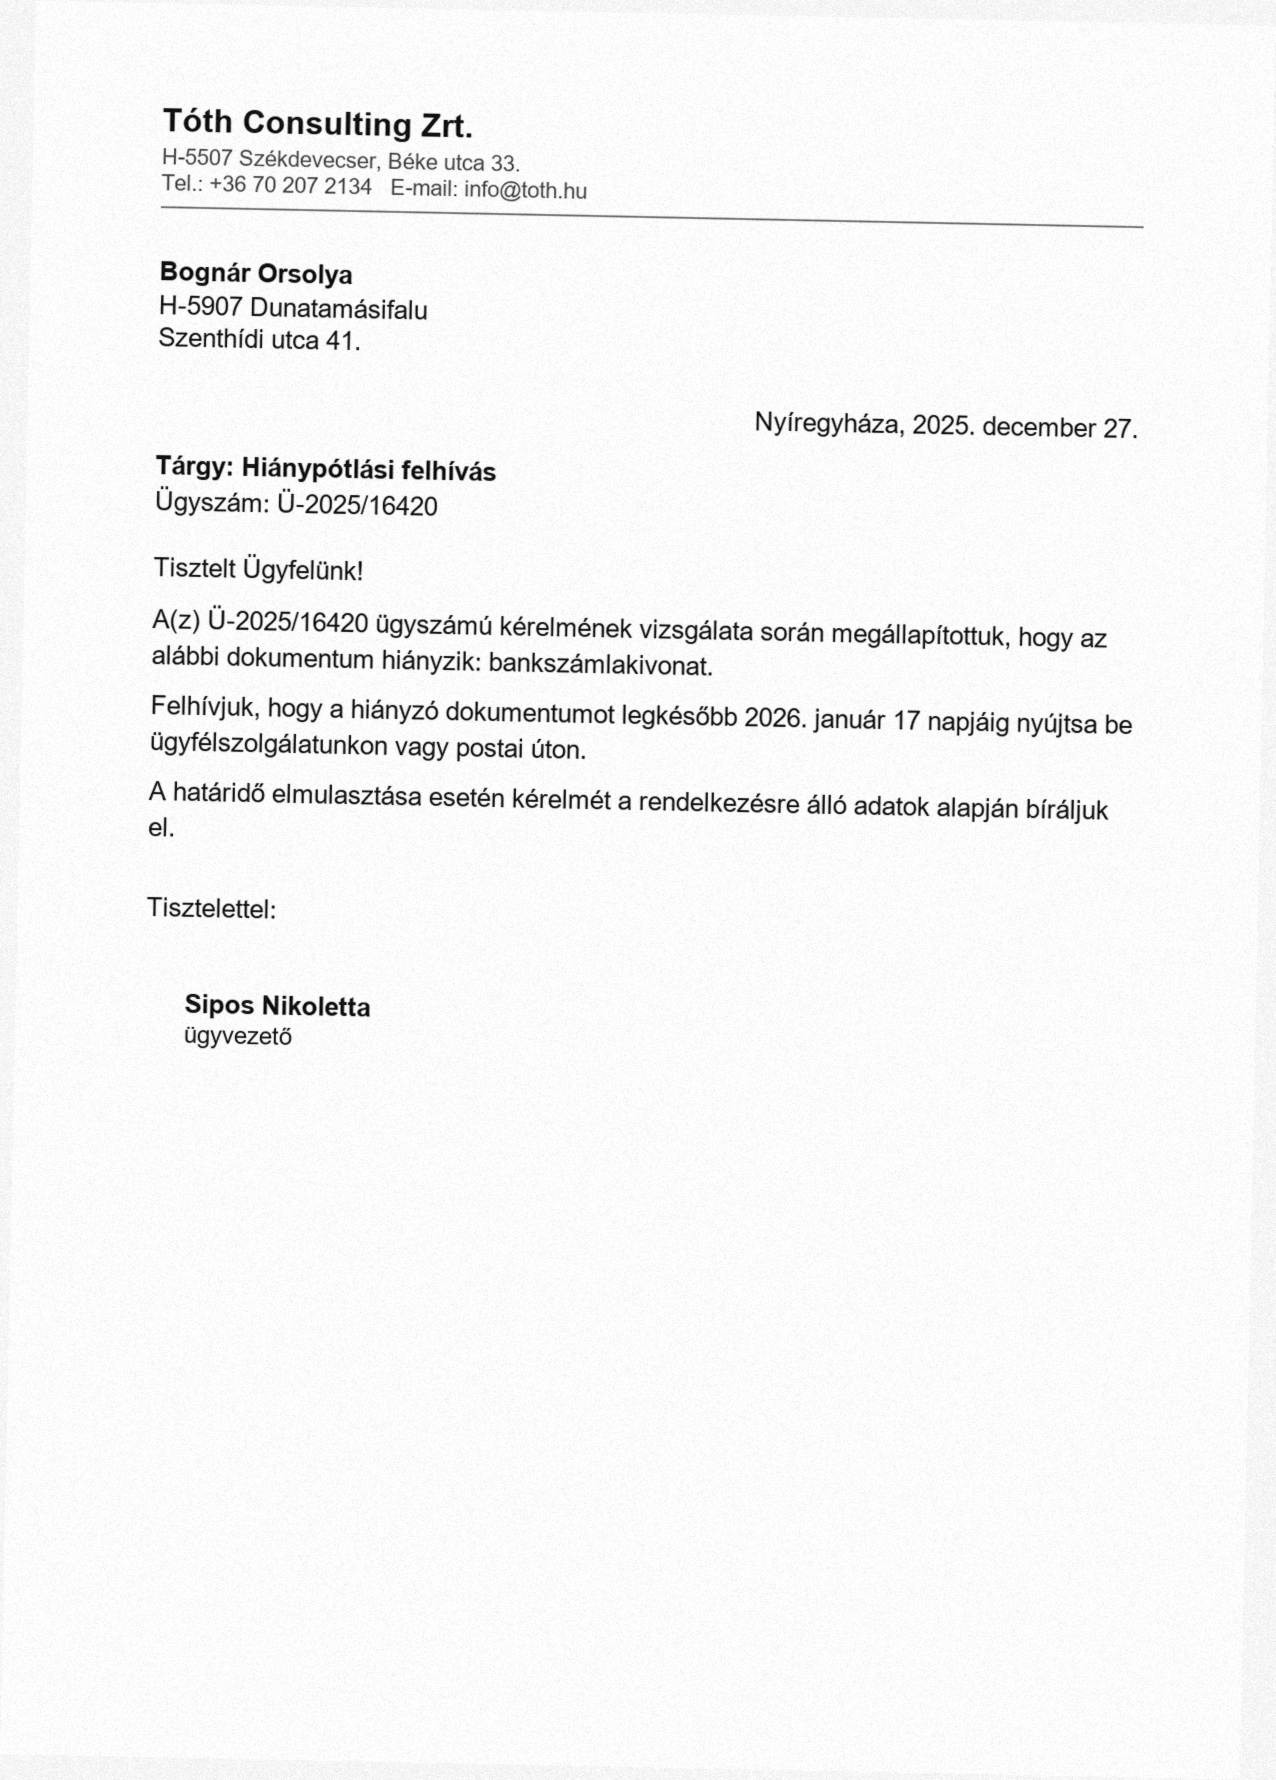 Tóth Consulting Zrt.
H-5507 Székdevecser, Béke utca 33.
Tel.: +36 70 207 2134 E-mail: info@toth.hu
Bognár Orsolya
H-5907 Dunatamásifalu
Szenthídi utca 41.
Nyíregyháza, 2025. december 27.
Tárgy: Hiánypótlási felhívás
Ügyszám: Ü-2025/16420
Tisztelt Ügyfelünk!
A(z) Ü-2025/16420 ügyszámú kérelmének vizsgálata során megállapítottuk, hogy az
alábbi dokumentum hiányzik: bankszámlakivonat.
Felhívjuk, hogy a hiányzó dokumentumot legkésőbb 2026. január 17 napjáig nyújtsa be
ügyfélszolgálatunkon vagy postai úton.
A határidő elmulasztása esetén kérelmét a rendelkezésre álló adatok alapján bíráljuk
el.
Tisztelettel:
Sipos Nikoletta
ügyvezető